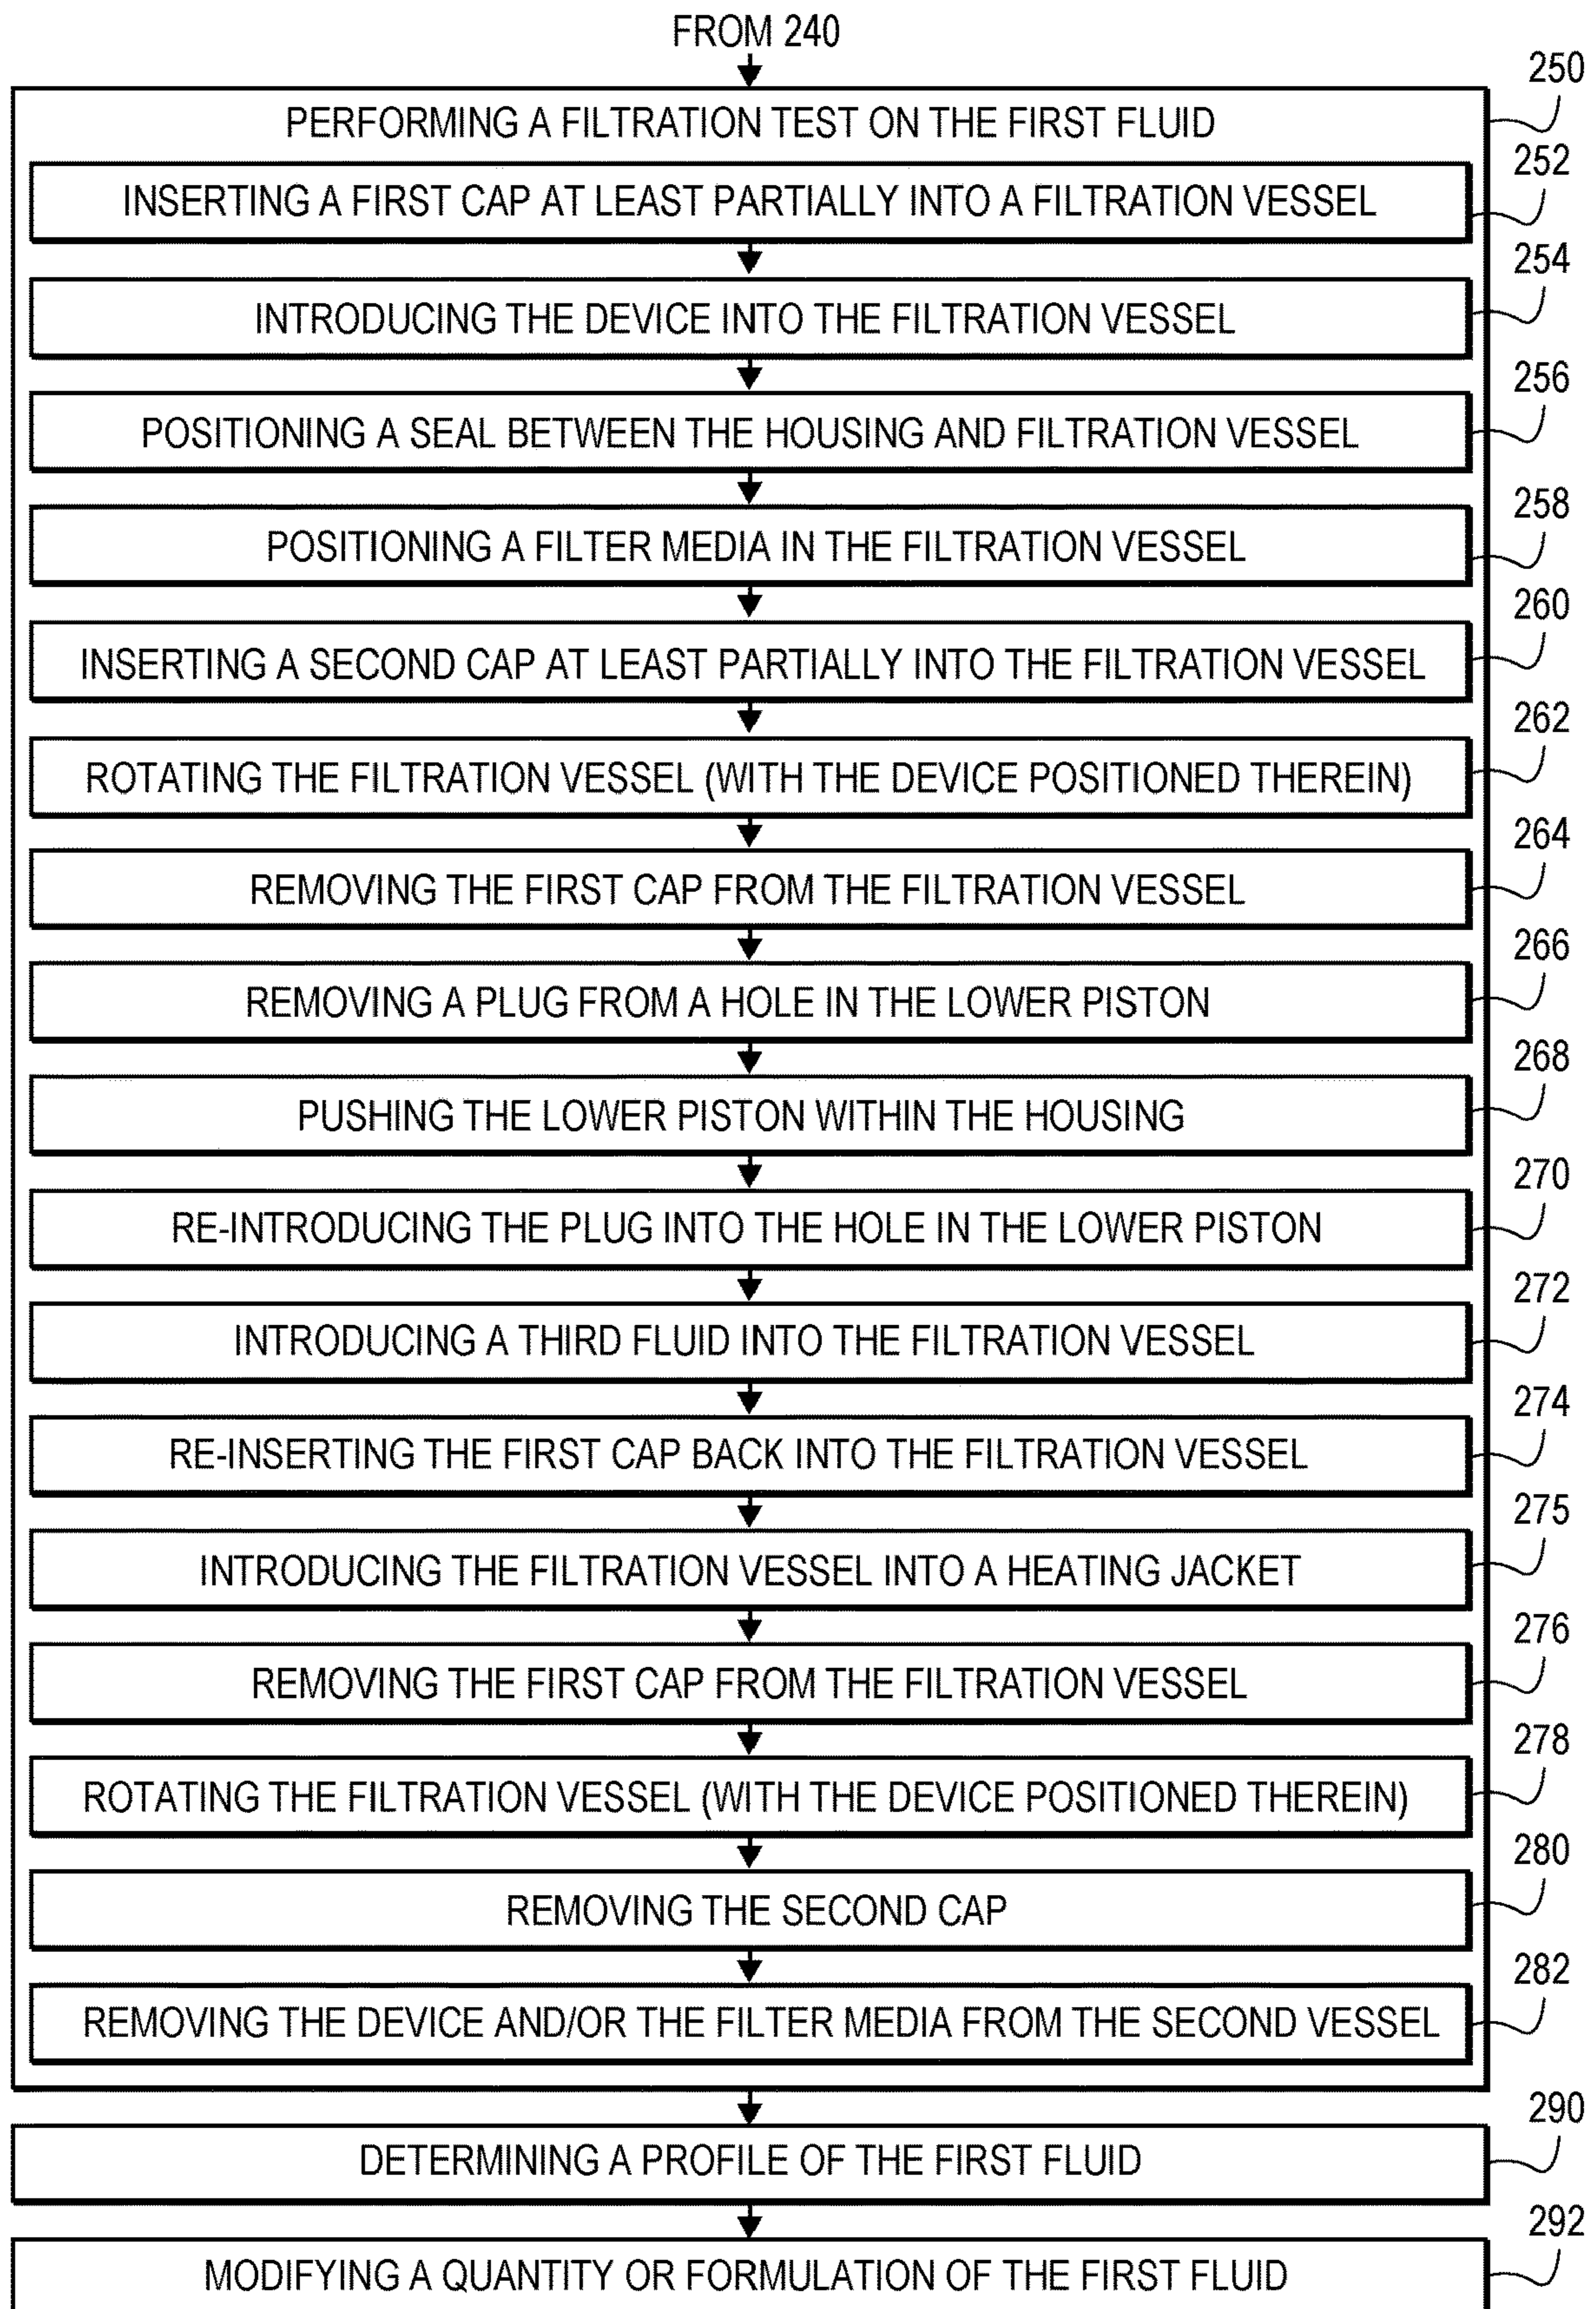 FROM 240
250
PERFORMING A FILTRATION TEST ON THE FIRST FLUID
252
INSERTING A FIRST CAP AT LEAST PARTIALLY INTO A FILTRATION VESSEL
254
INTRODUCING THE DEVICE INTO THE FILTRATION VESSEL
256
POSITIONING A SEAL BETWEEN THE HOUSING AND FILTRATION VESSEL
258
POSITIONING A FILTER MEDIA IN THE FILTRATION VESSEL
260
INSERTING A SECOND CAP AT LEAST PARTIALLY INTO THE FILTRATION VESSEL
262
ROTATING THE FILTRATION VESSEL (WITH THE DEVICE POSITIONED THEREIN)
264
REMOVING THE FIRST CAP FROM THE FILTRATION VESSEL
266
REMOVING A PLUG FROM A HOLE IN THE LOWER PISTON
268
PUSHING THE LOWER PISTON WITHIN THE HOUSING
270
RE-INTRODUCING THE PLUG INTO THE HOLE IN THE LOWER PISTON
272
INTRODUCING A THIRD FLUID INTO THE FILTRATION VESSEL
274
RE-INSERTING THE FIRST CAP BACK INTO THE FILTRATION VESSEL
275
INTRODUCING THE FILTRATION VESSEL INTO A HEATING JACKET
276
REMOVING THE FIRST CAP FROM THE FILTRATION VESSEL
278
ROTATING THE FILTRATION VESSEL (WITH THE DEVICE POSITIONED THEREIN)
280
REMOVING THE SECOND CAP
282
REMOVING THE DEVICE AND/OR THE FILTER MEDIA FROM THE SECOND VESSEL
290
DETERMINING A PROFILE OF THE FIRST FLUID
292
MODIFYING A QUANTITY OR FORMULATION OF THE FIRST FLUID